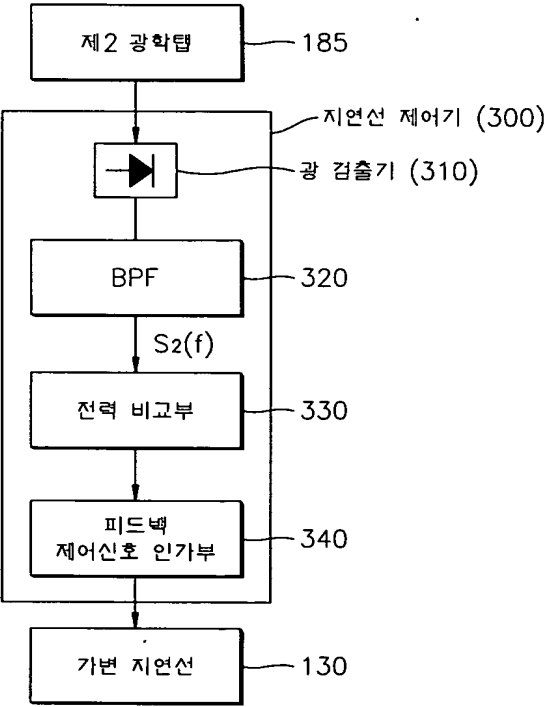 제2 광학탭
185
지연선 제어기 (300)
광 검출기 (310)
BPF
320
S2(f)
전력 비교부
330
피드백
제어신호 인가부
340
가변 지연선
130